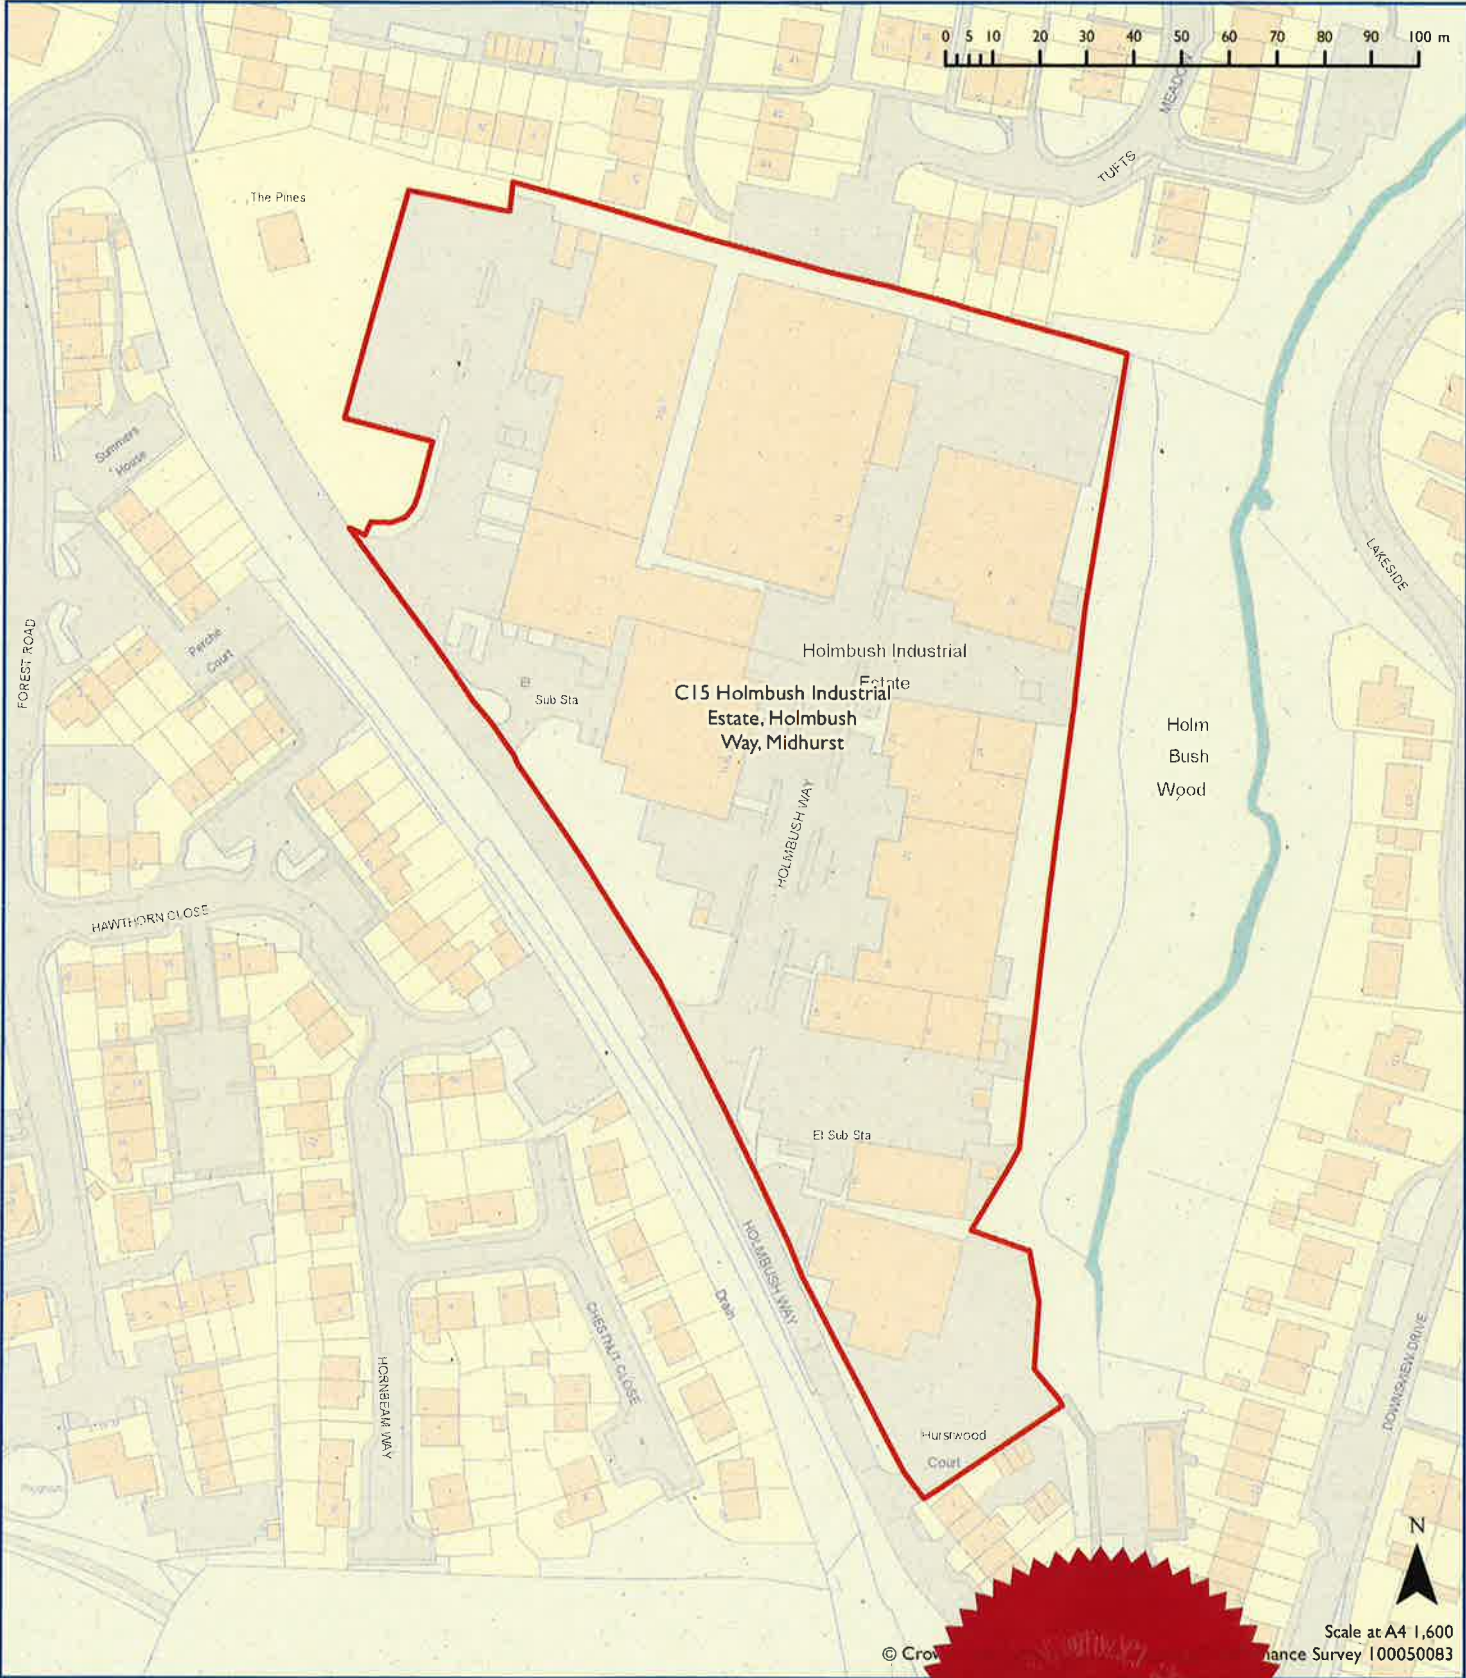 0 5 10 20 30 40 50 60 70 80 90 100 m
MEADOW
TUFTS
The Pines
Summers
House
LAKESIDE
FOREST ROAD
Perche
Court
Holmbush Industrial
Estate
El
Sub Sta
C15 Holmbush Industrial
Estate, Holmbush
Way, Midhurst
Holm
Bush
Wood
HOLMBUSH WAY
HAWTHORN CLOSE
El Sub Sta
HOLMBUSH WAY
Drain
CHESTNUT CLOSE
HORNBEAM WAY
DOWNSVIEW DRIVE
Hurstwood
Court
N
Scale at A4 1,600
© Crow
nance Survey 100050083